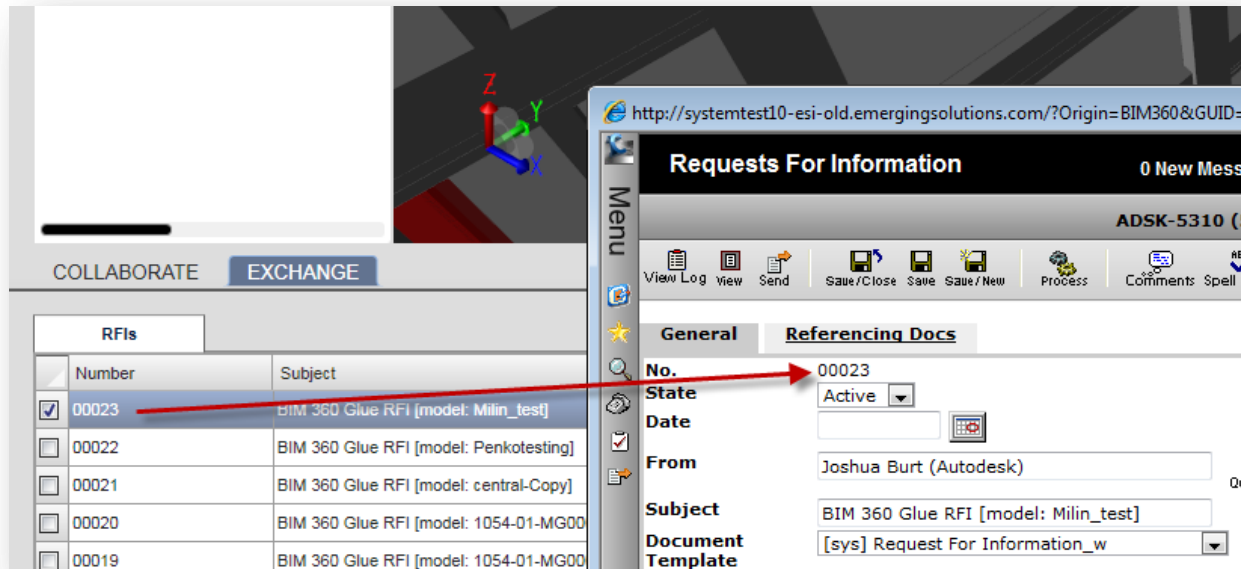 Z
Y
X
COLLABORATE EXCHANGE
RFIs
Number Subject
00023 BIM 360 Glue RFI [model: Milin_test]
00022 BIM 360 Glue RFI [model: Penkotesting]
00021 BIM 360 Glue RFI [model: central-Copy]
00020 BIM 360 Glue RFI [model: 1054-01-MG00
00019 BIM 360 Glue RFI [model: 1054-01-MG00
http://systemtest10-esi-old.emergingsolutions.com/?Origin=BIM360&GUID=
Menu
Requests For Information 0 New Mess
ADSK-5310 (
View Log View Send Save/Close Save Save/New Process Comments Spell
General Referencing Docs
No. 00023
State Active
Date
From Joshua Burt (Autodesk)
Subject BIM 360 Glue RFI [model: Milin_test]
Document Template [sys] Request For Information_w